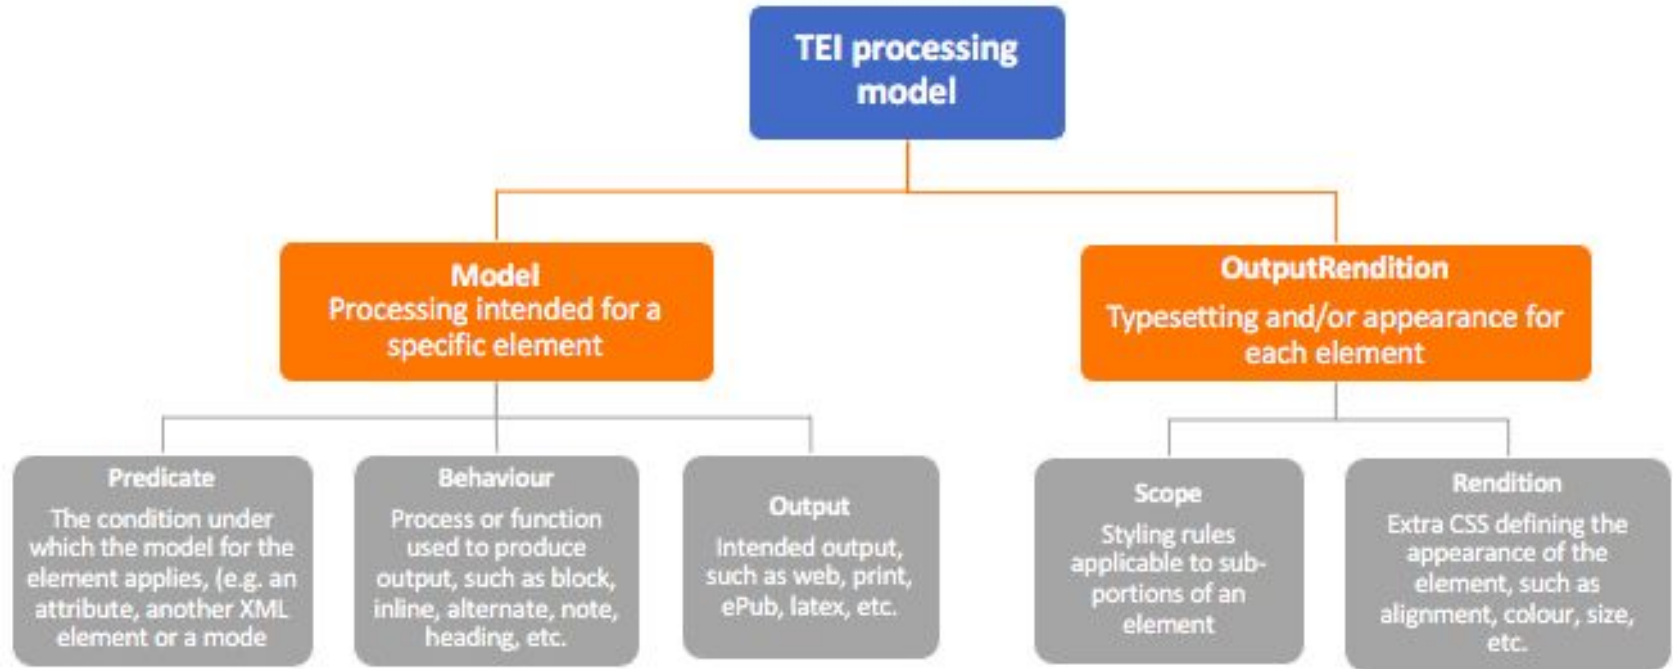 TEI processing
model
Model
Processing intended for a
specific element
OutputRendition
Typesetting and/or appearance for
each element
Predicate
The condition under
which the model for the
element applies, (e.g. an
attribute, another XML
element or a mode
Behaviour
Process or function
used to produce
output, such as block,
inline, alternate, note,
heading, etc.
Output
Intended output,
such as web, print,
ePub, latex, etc.
Scope
Styling rules
applicable to sub-
portions of an
element
Rendition
Extra CSS defining the
appearance of the
element, such as
alignment, colour, size,
etc.